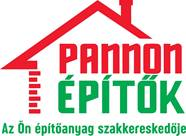 PANNON
ÉPÍTŐK
Az Ön építőanyag szakkereskedője